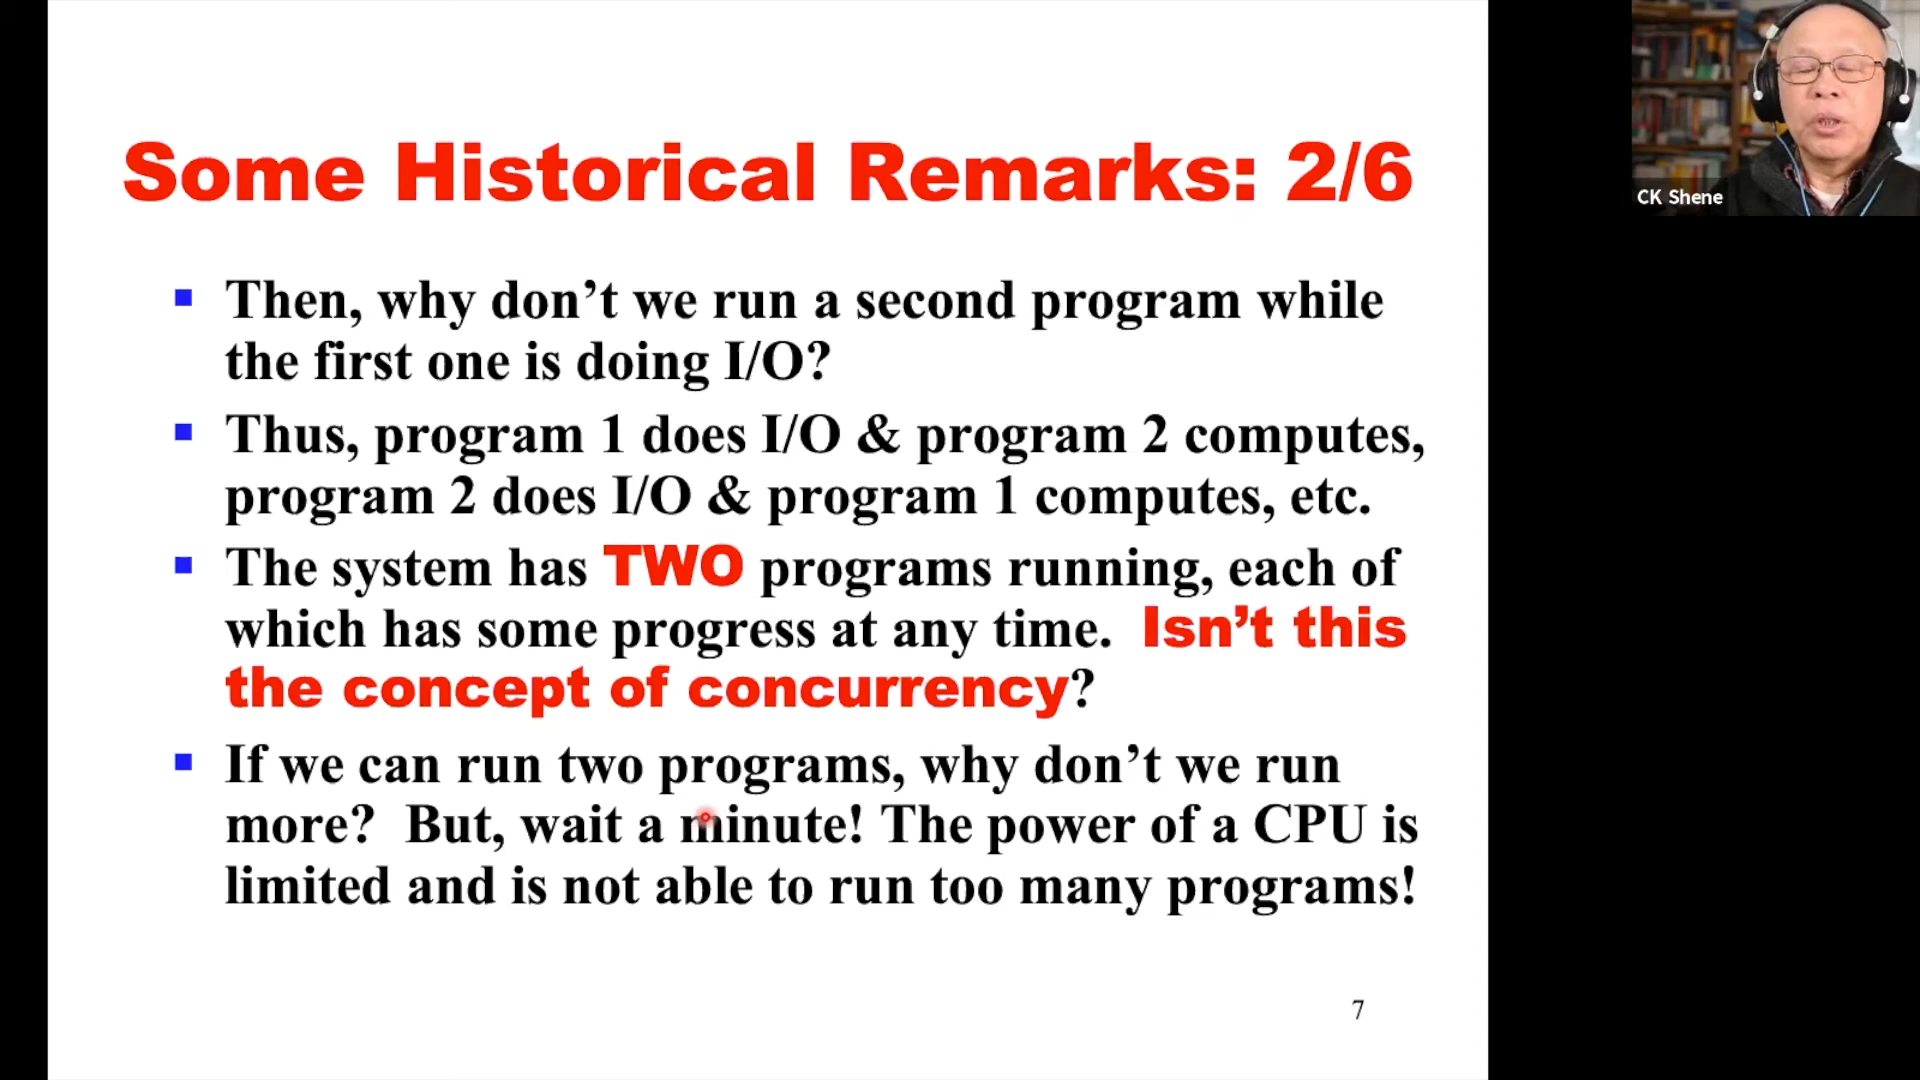 Some Historical Remarks: 2/6
Then, why don’t we run a second program while
the first one is doing I/O?
Thus, program 1 does I/O & program 2 computes,
program 2 does I/O & program 1 computes, etc.
The system has TWO programs running, each of
which has some progress at any time.  Isn’t this
the concept of concurrency?
If we can run two programs, why don’t we run
more?  But, wait a minute! The power of a CPU is
limited and is not able to run too many programs!
7
CK Shene